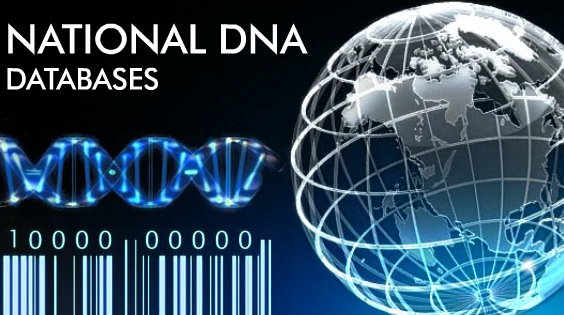 NATIONAL DNA
DATABASES
10000 00000